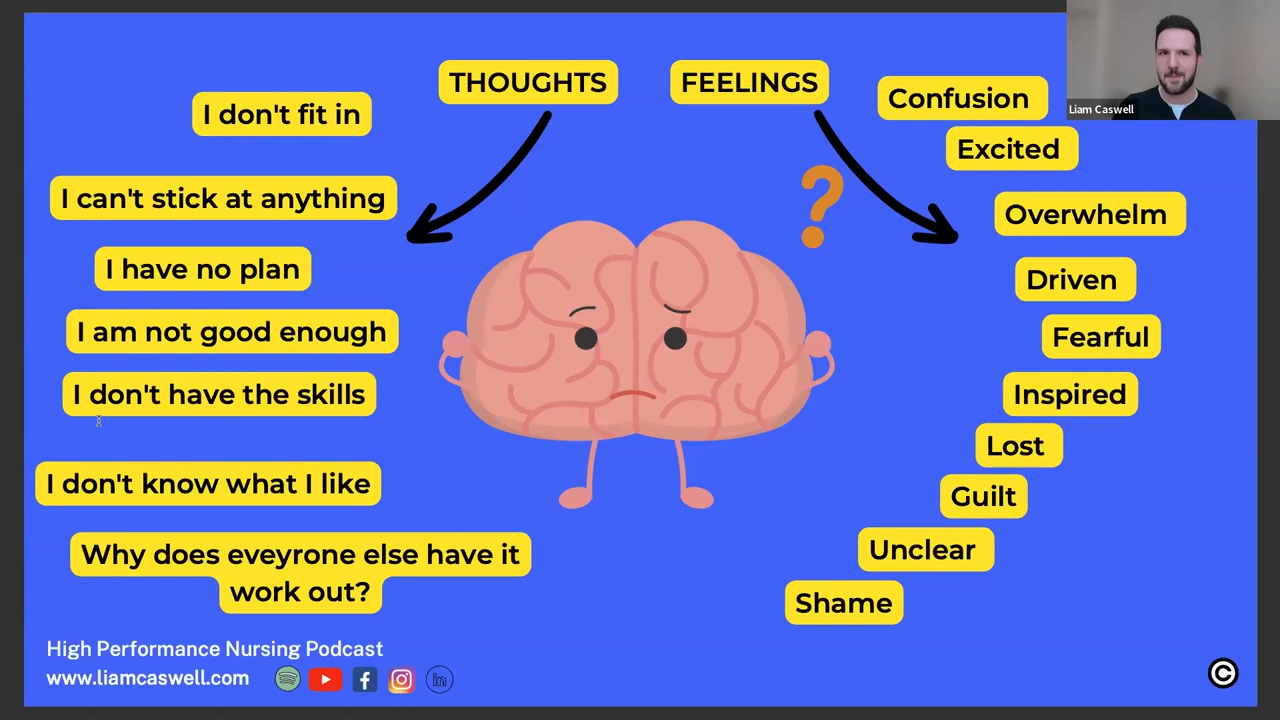 THOUGHTS
FEELINGS
I don't fit in
I can't stick at anything
I have no plan
I am not good enough
I don't have the skills
I don't know what I like
Why does eveyrone else have it
work out?
?
Confusion
Excited
Overwhelm
Driven
Fearful
Inspired
Lost
Guilt
Unclear
Shame
Liam Caswell
High Performance Nursing Podcast
www.liamcaswell.com
in
©